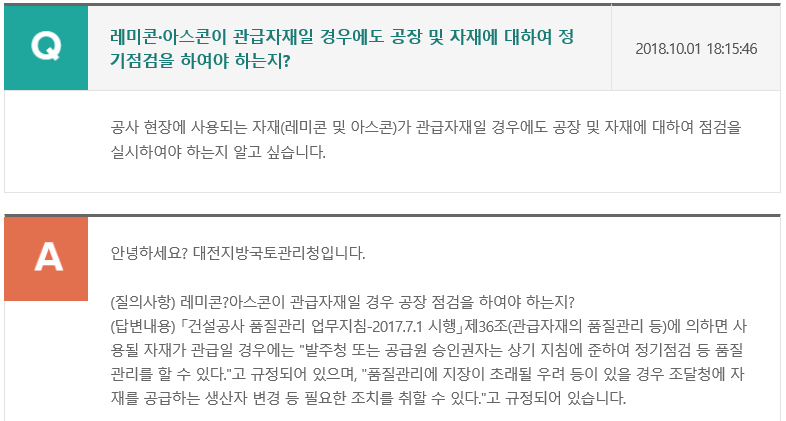 Q
레미콘·아스콘이 관급자재일 경우에도 공장 및 자재에 대하여 정
기점검을 하여야 하는지?
2018.10.01 18:15:46
공사 현장에 사용되는 자재(레미콘 및 아스콘)가 관급자재일 경우에도 공장 및 자재에 대하여 점검을
실시하여야 하는지 알고 싶습니다.
A
안녕하세요? 대전지방국토관리청입니다.
(질의사항) 레미콘?아스콘이 관급자재일 경우 공장 점검을 하여야 하는지?
(답변내용) 「건설공사 품질관리 업무지침-2017.7.1 시행」제36조(관급자재의 품질관리 등)에 의하면 사
용될 자재가 관급일 경우에는 "발주청 또는 공급원 승인권자는 상기 지침에 준하여 정기점검 등 품질
관리를 할 수 있다."고 규정되어 있으며, "품질관리에 지장이 초래될 우려 등이 있을 경우 조달청에 자
재를 공급하는 생산자 변경 등 필요한 조치를 취할 수 있다."고 규정되어 있습니다.